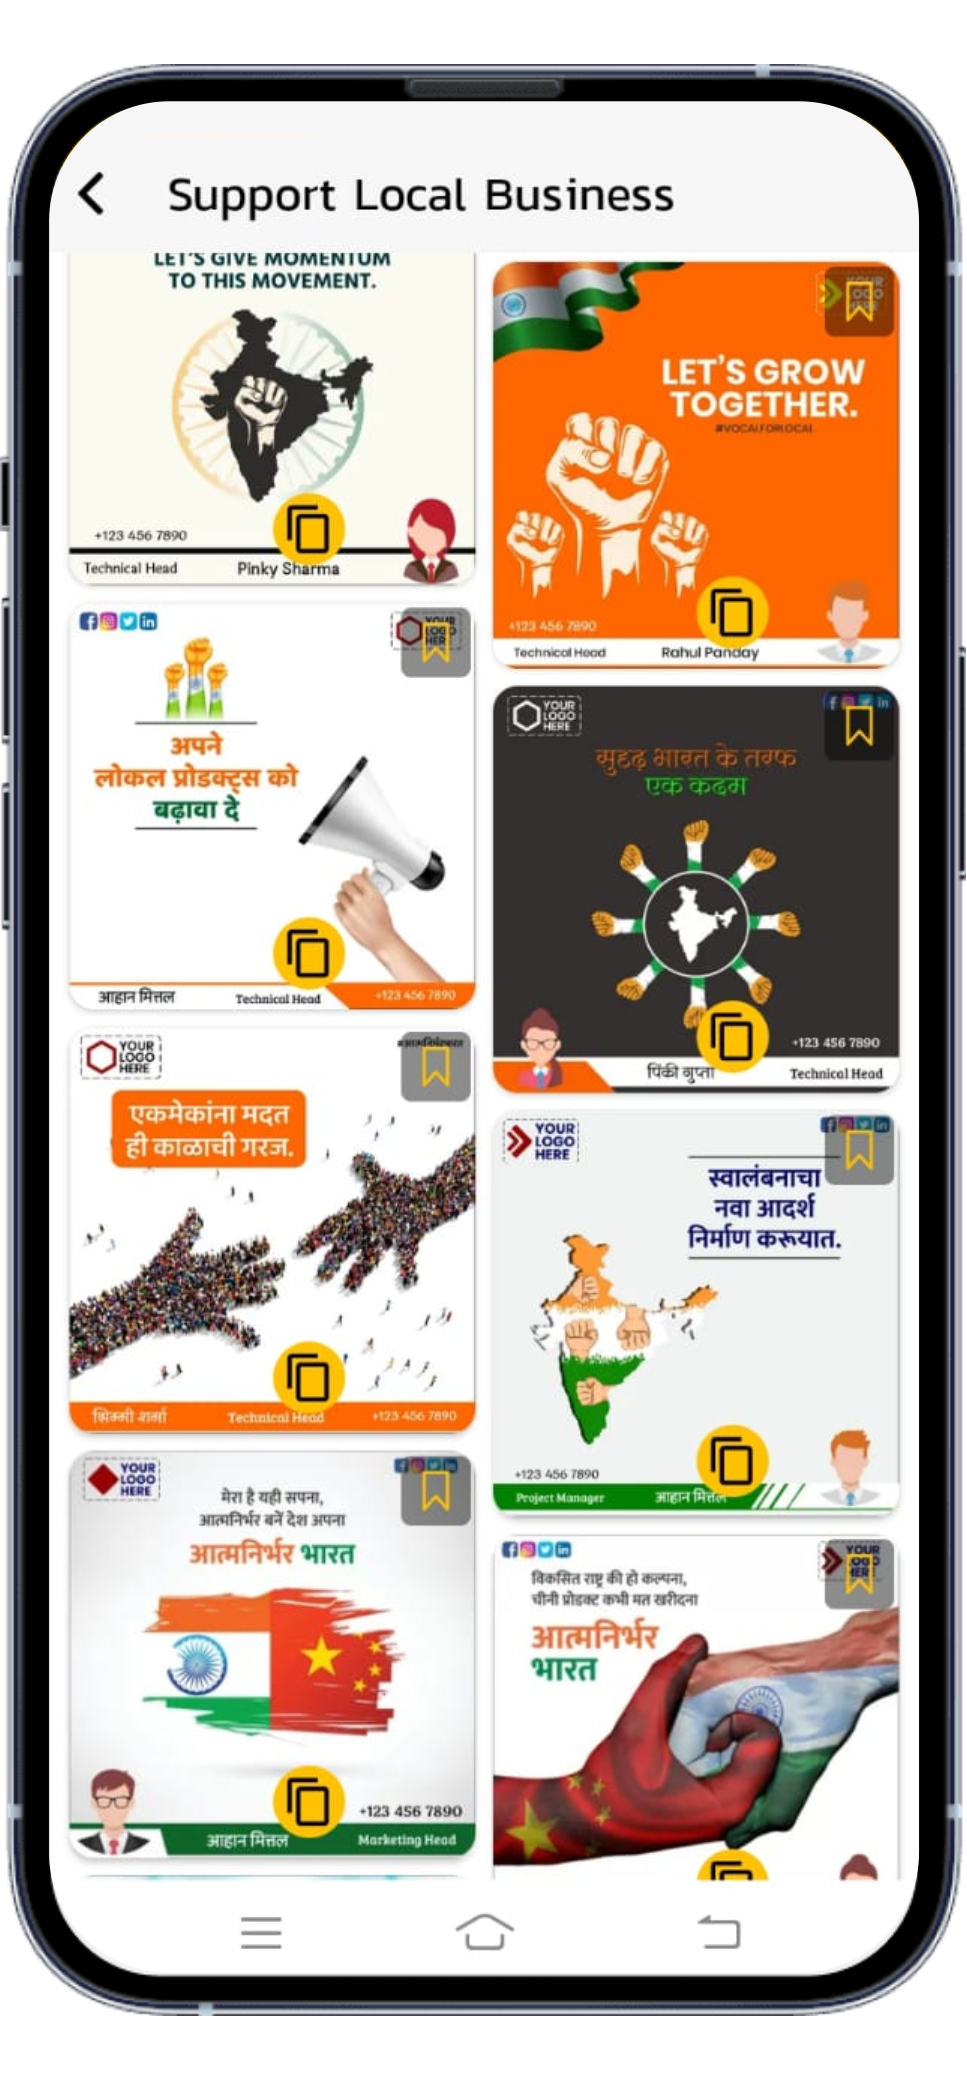 Support Local Business
LET'S GIVE MOMENTUM
TO THIS MOVEMENT.
+123 456 7890
Technical Head
Pinky Sharma
YOUR
LOGO
HERE
LET'S GROW
TOGETHER.
#VOCALFORLOCAL
+123 456 7890
Technical Head
Rahul Panday
YOUR
LOGO
HERE
अपने
लोकल प्रोडक्ट्स को
बढ़ावा दे
आहान मित्तल
Technical Head
+123 456 7890
YOUR
LOGO
HERE
सुदृढ़ भारत के तरफ
एक कदम
+123 456 7890
पिंकी गुप्ता
Technical Head
YOUR
LOGO
HERE
#आत्मनिर्भरभारत
एकमेकांना मदत
ही काळाची गरज.
Technical Head
+123 456 7890
YOUR
LOGO
HERE
स्वालंबनाचा
नवा आदर्श
निर्माण करूयात.
+123 456 7890
Project Manager
आहान मित्तल
YOUR
LOGO
HERE
मेरा है यही सपना,
आत्मनिर्भर बनें देश अपना
आत्मनिर्भर भारत
+123 456 7890
आहान मित्तल
Marketing Head
YOUR
LOGO
HERE
विकसित राष्ट्र की हो कल्पना,
चीनी प्रोडक्ट कभी मत खरीदना
आत्मनिर्भर
भारत